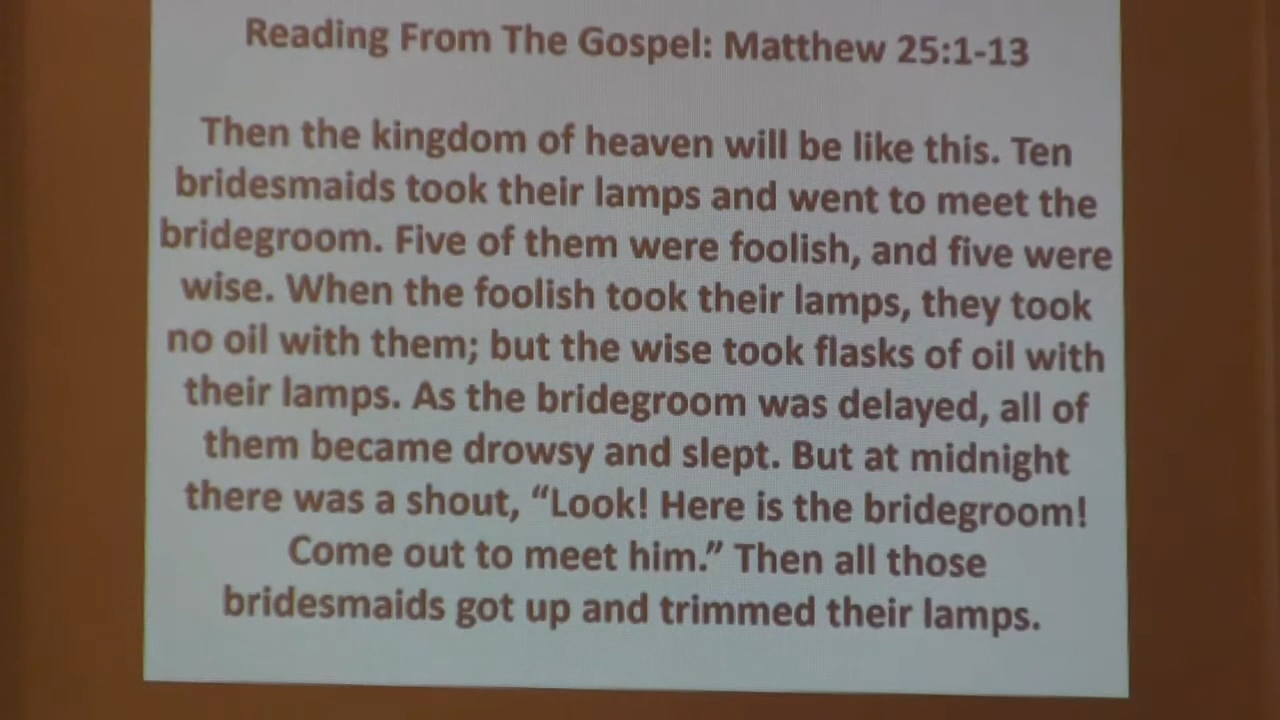 Reading From The Gospel: Matthew 25:1-13
Then the kingdom of heaven will be like this. Ten
bridesmaids took their lamps and went to meet the
bridegroom. Five of them were foolish, and five were
wise. When the foolish took their lamps, they took
no oil with them; but the wise took flasks of oil with
their lamps. As the bridegroom was delayed, all of
them became drowsy and slept. But at midnight
there was a shout, “Look! Here is the bridegroom!
Come out to meet him.” Then all those
bridesmaids got up and trimmed their lamps.